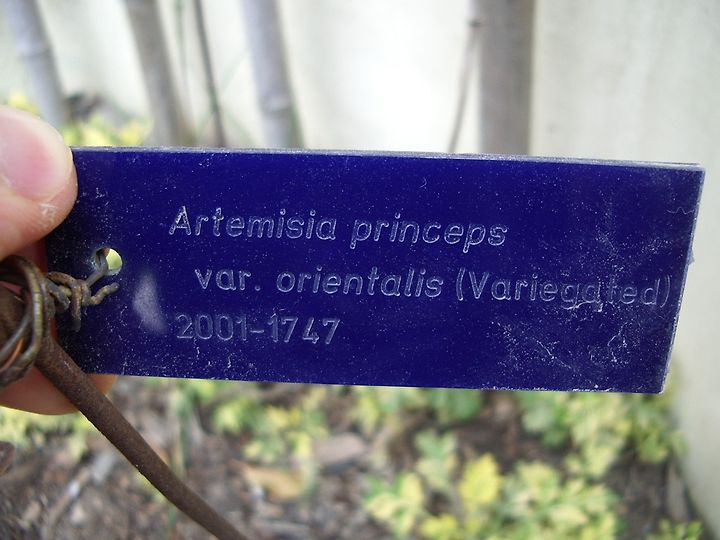 Artemisia princeps
var. orientalis (Variegated)
2001-1747